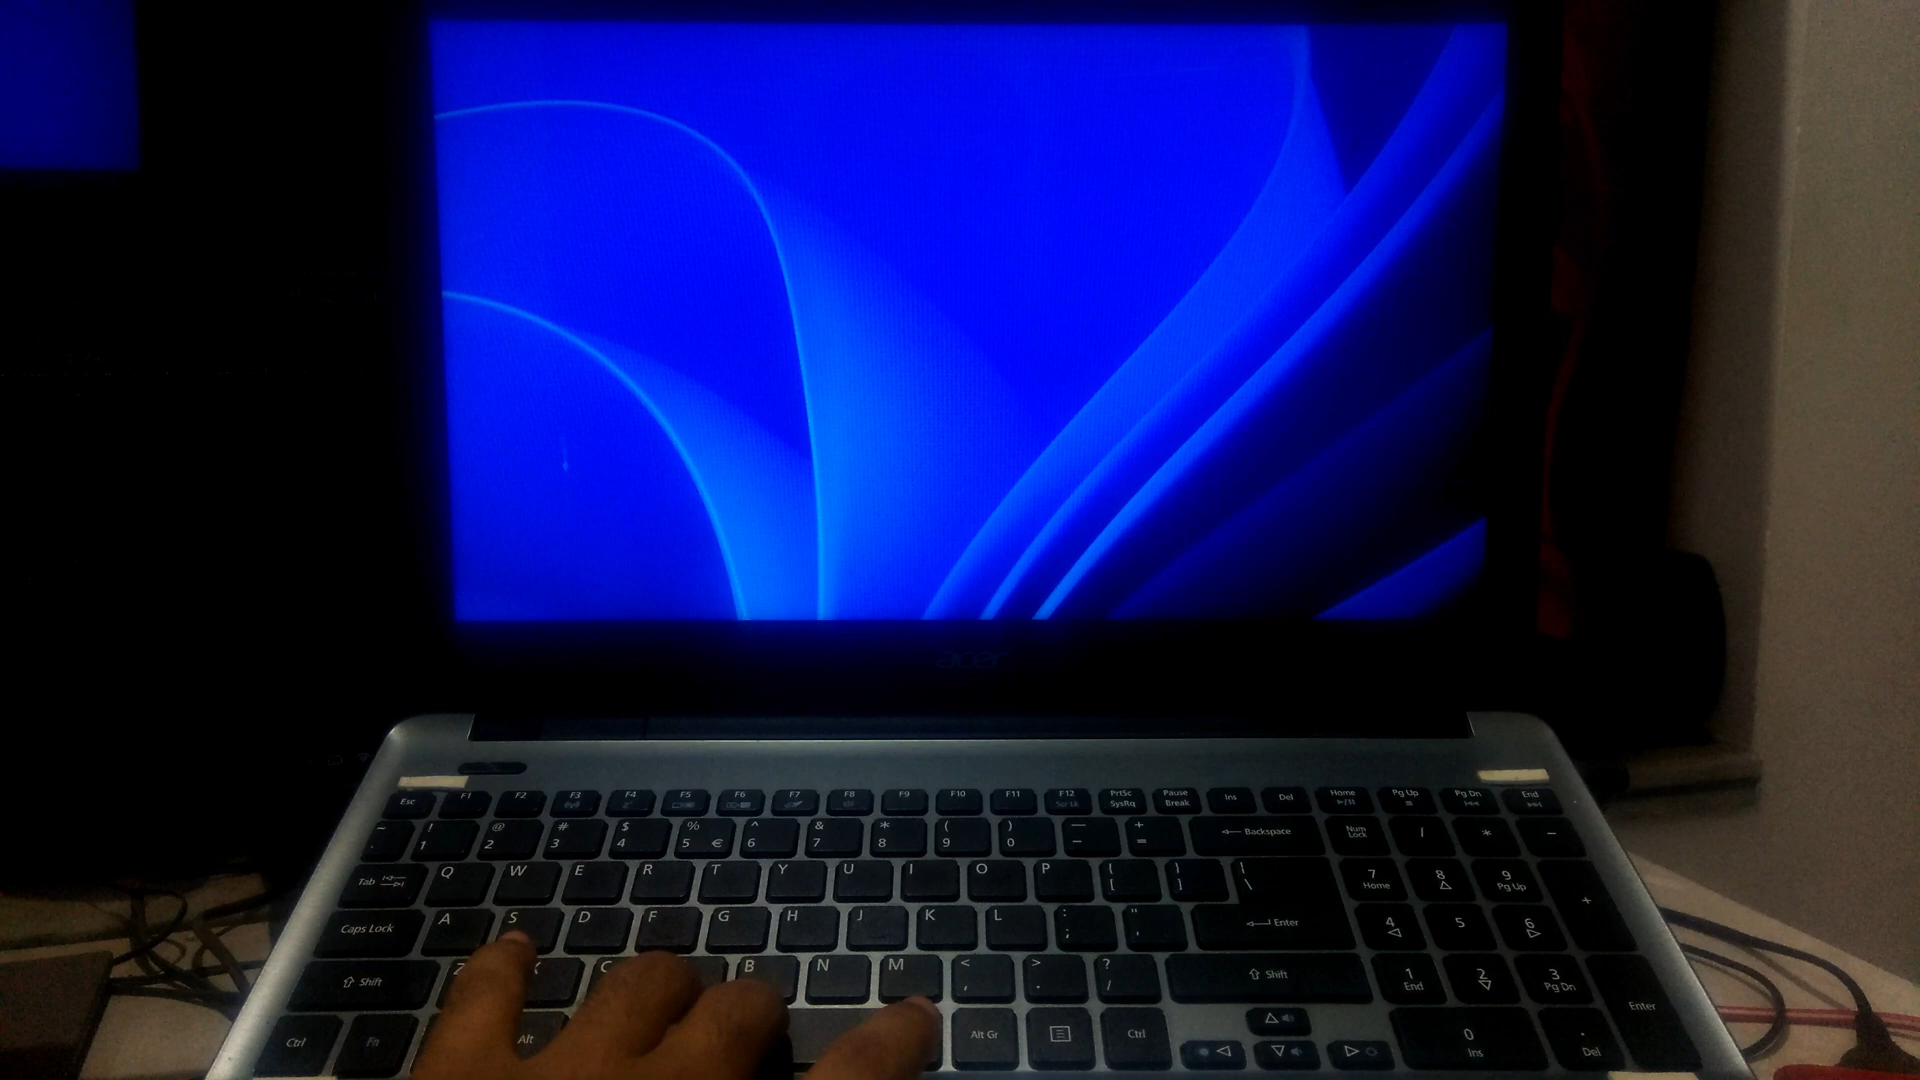 acer
Esc F1 F2 F3 F4 F5 F6 F7 F8 F9 F10 F11 F12 Scr Lk PrtSc SysRq Pause Break Ins Del Home Pg Up Pg Dn End
~ ! 1 @ 2 # 3 $ 4 % 5 € ^ 6 & 7 * 8 ( 9 ) 0 — - + = Backspace Num Lock / * -
Tab Q W E R T Y U I O P { [ } ] | \ 7 Home 8 9 Pg Up +
Caps Lock A S D F G H J K L : ; " ' Enter 4 5 6
Shift Z X C B N M < , > . ? / Shift 1 End 2 3 Pg Dn Enter
Ctrl Fn Alt Alt Gr Ctrl 0 Ins . Del